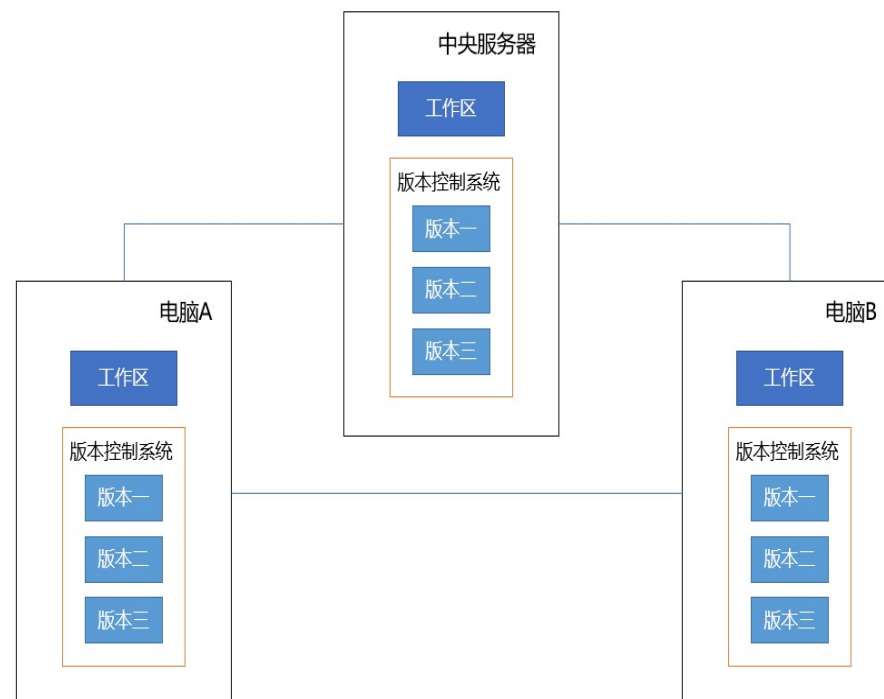 中央服务器
工作区
版本控制系统
版本一
版本二
版本三
电脑A
工作区
版本控制系统
版本一
版本二
版本三
电脑B
工作区
版本控制系统
版本一
版本二
版本三